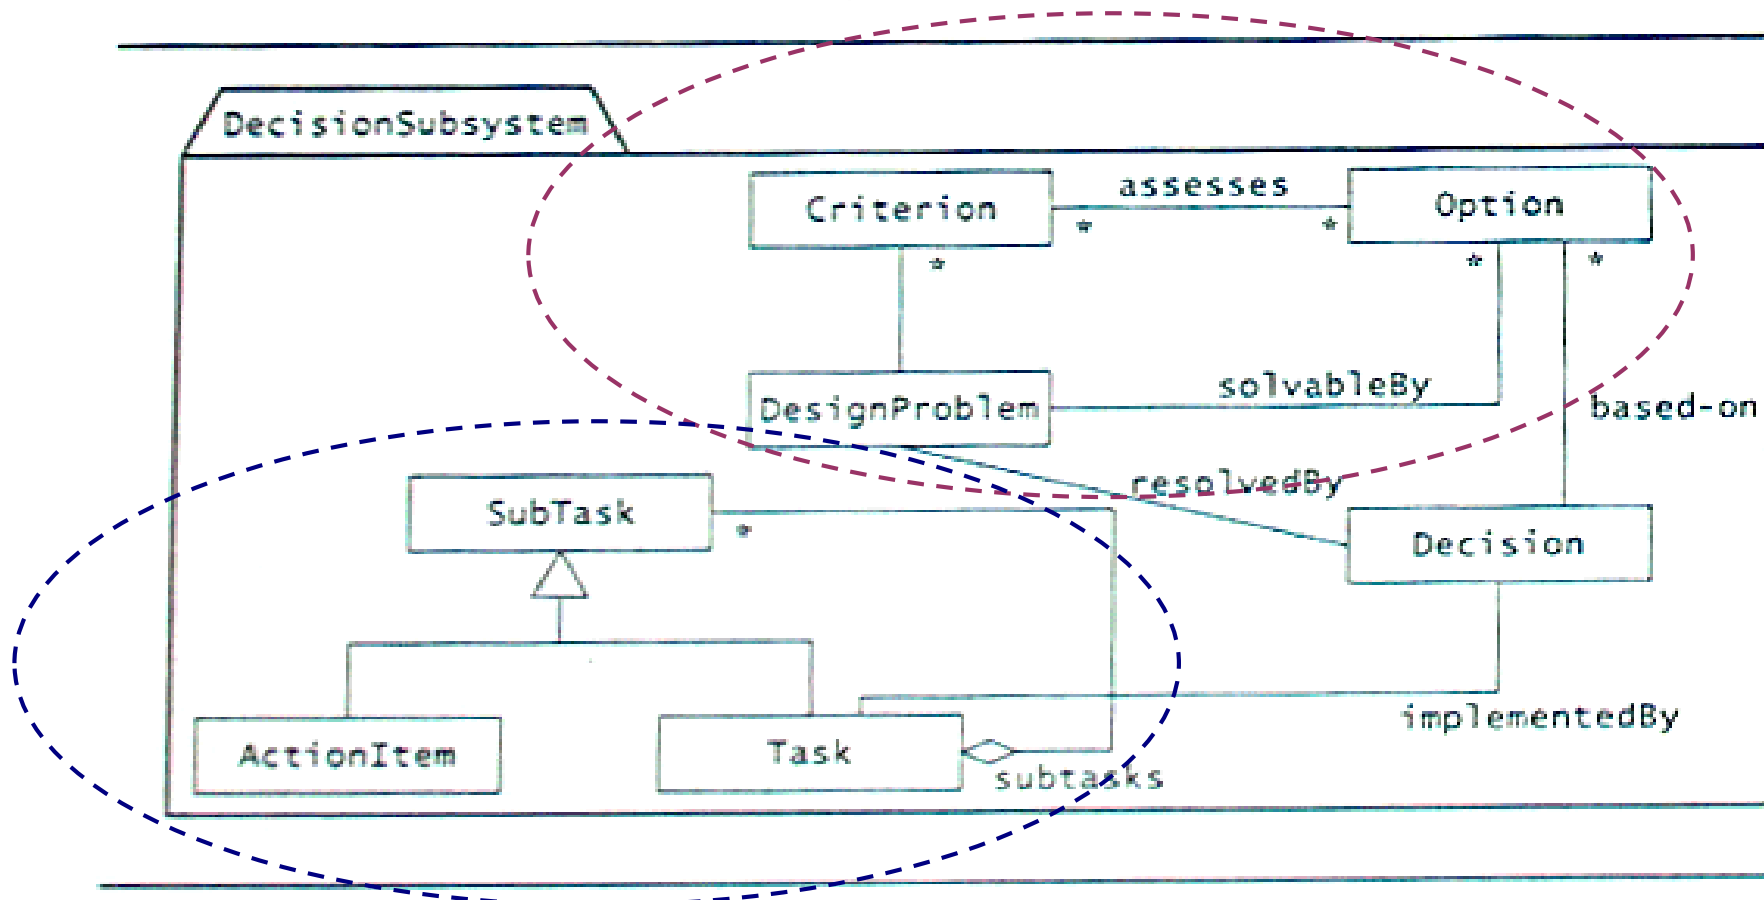 DecisionSubsystem
Criterion
assesses
Option
*
*
*
*
*
DesignProblem
solvableBy
based-on
SubTask
*
resolvedBy
Decision
ActionItem
Task
subtasks
implementedBy